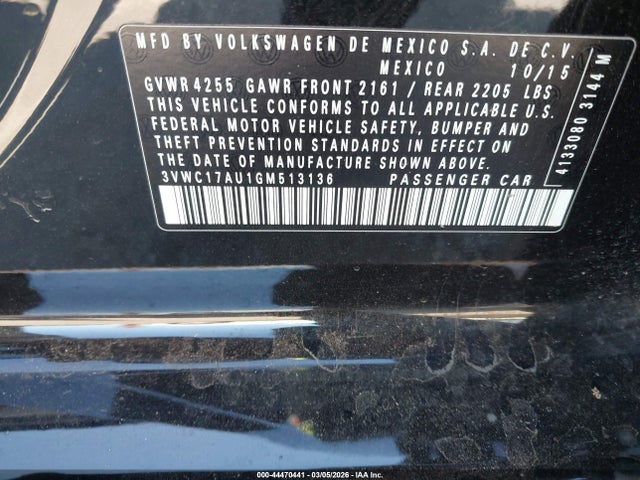 MFD BY VOLKSWAGEN DE MEXICO S.A. DE C.V.
MEXICO 10/15
GVWR 4255 GAWR FRONT 2161 / REAR 2205 LBS
THIS VEHICLE CONFORMS TO ALL APPLICABLE U.S.
FEDERAL MOTOR VEHICLE SAFETY, BUMPER AND
THEFT PREVENTION STANDARDS IN EFFECT ON
THE DATE OF MANUFACTURE SHOWN ABOVE.
3VWC17AU1GM513136 PASSENGER CAR
4133080 3144 M
000-44470441 | 03/05/2026 - IAA Inc.